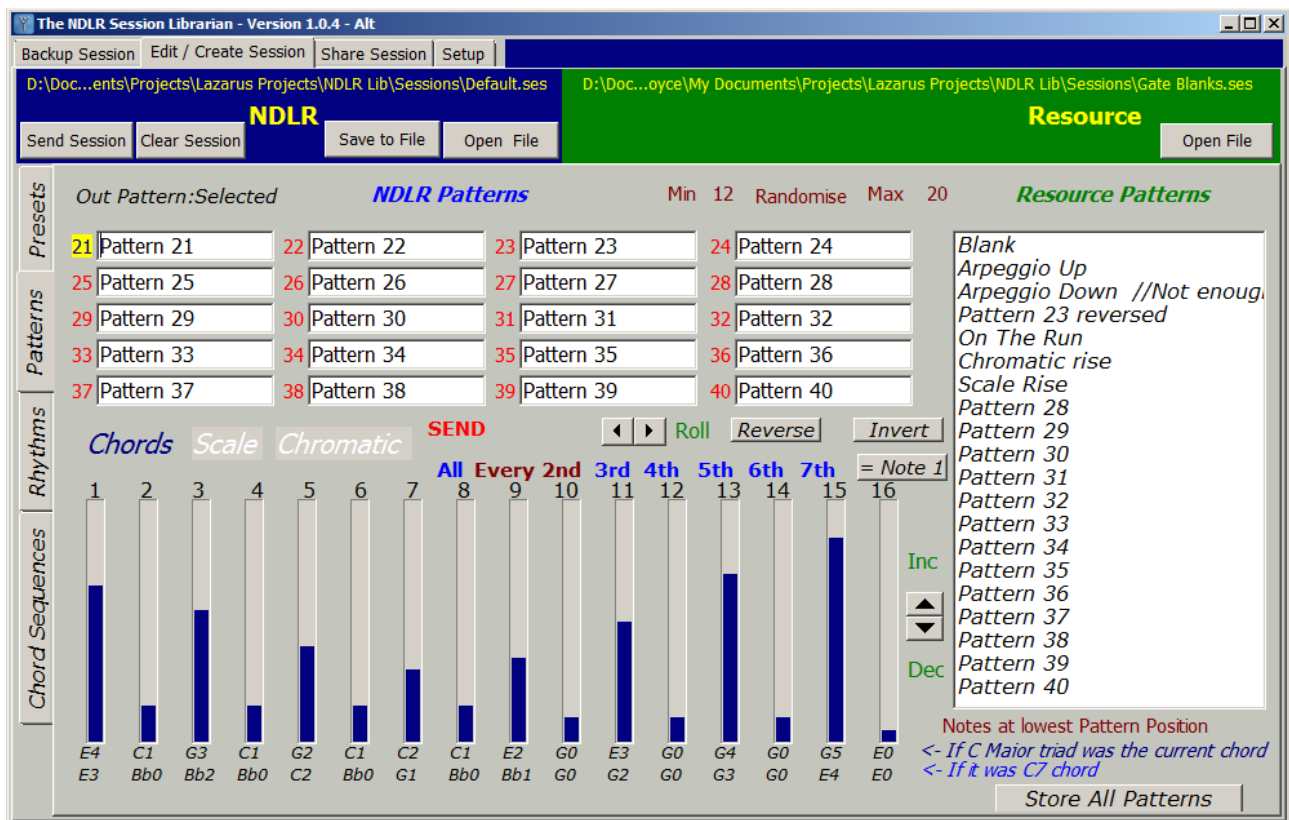 The NDLR Session Librarian - Version 1.0.4 - Alt
Backup Session Edit / Create Session Share Session Setup
D:\Doc...ents\Projects\Lazarus Projects\NDLR Lib\Sessions\Default.ses
NDLR
Send Session Clear Session Save to File Open File
D:\Doc...oyce\My Documents\Projects\Lazarus Projects\NDLR Lib\Sessions\Gate Blanks.ses
Resource
Open File
Presets
Patterns
Rhythms
Chord Sequences
Out Pattern:Selected NDLR Patterns Min 12 Randomise Max 20
21 Pattern 21 22 Pattern 22 23 Pattern 23 24 Pattern 24
25 Pattern 25 26 Pattern 26 27 Pattern 27 28 Pattern 28
29 Pattern 29 30 Pattern 30 31 Pattern 31 32 Pattern 32
33 Pattern 33 34 Pattern 34 35 Pattern 35 36 Pattern 36
37 Pattern 37 38 Pattern 38 39 Pattern 39 40 Pattern 40
Chords Scale Chromatic SEND Roll Reverse Invert
All Every 2nd 3rd 4th 5th 6th 7th = Note 1
1 2 3 4 5 6 7 8 9 10 11 12 13 14 15 16
Inc
Dec
E4 C1 G3 C1 G2 C1 C2 C1 E2 G0 E3 G0 G4 G0 G5 E0
E3 Bb0 Bb2 Bb0 C2 Bb0 G1 Bb0 Bb1 G0 G2 G0 G3 G0 E4 E0
Resource Patterns
Blank
Arpeggio Up
Arpeggio Down //Not enoug
Pattern 23 reversed
On The Run
Chromatic rise
Scale Rise
Pattern 28
Pattern 29
Pattern 30
Pattern 31
Pattern 32
Pattern 33
Pattern 34
Pattern 35
Pattern 36
Pattern 37
Pattern 38
Pattern 39
Pattern 40
Notes at lowest Pattern Position
<- If C Maior triad was the current chord
<- If it was C7 chord
Store All Patterns